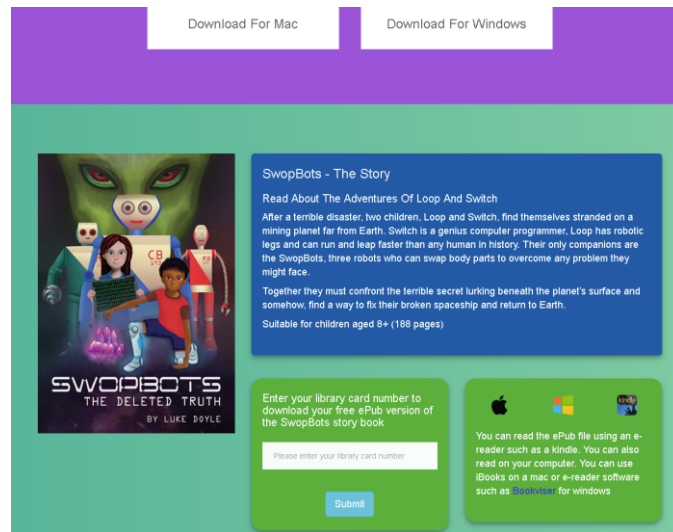 Download For Mac
Download For Windows
SwopBots - The Story
Read About The Adventures Of Loop And Switch
After a terrible disaster, two children, Loop and Switch, find themselves stranded on a
mining planet far from Earth. Switch is a genius computer programmer, Loop has robotic
legs and can run and leap faster than any human in history. Their only companions are
the SwopBots, three robots who can swap body parts to overcome any problem they
might face.
Together they must confront the terrible secret lurking beneath the planet's surface and
somehow, find a way to fix their broken spaceship and return to Earth.
Suitable for children aged 8+ (188 pages)
CB
SWOPBOTS
THE DELETED TRUTH
BY LUKE DOYLE
Enter your library card number to
download your free ePub version of
the SwopBots story book
Please enter your library card number
Submit
kindle
You can read the ePub file using an e-
reader such as a kindle. You can also
read on your computer. You can use
iBooks on a mac or e-reader software
such as Bookviser for windows